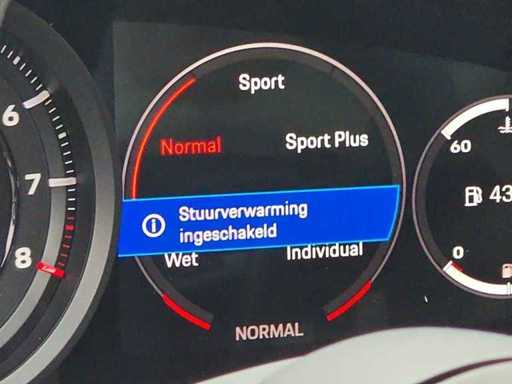 Sport
Normal
Sport Plus
Stuurverwarming
ingeschakeld
Wet
Individual
NORMAL
6
7
8
60
43
0